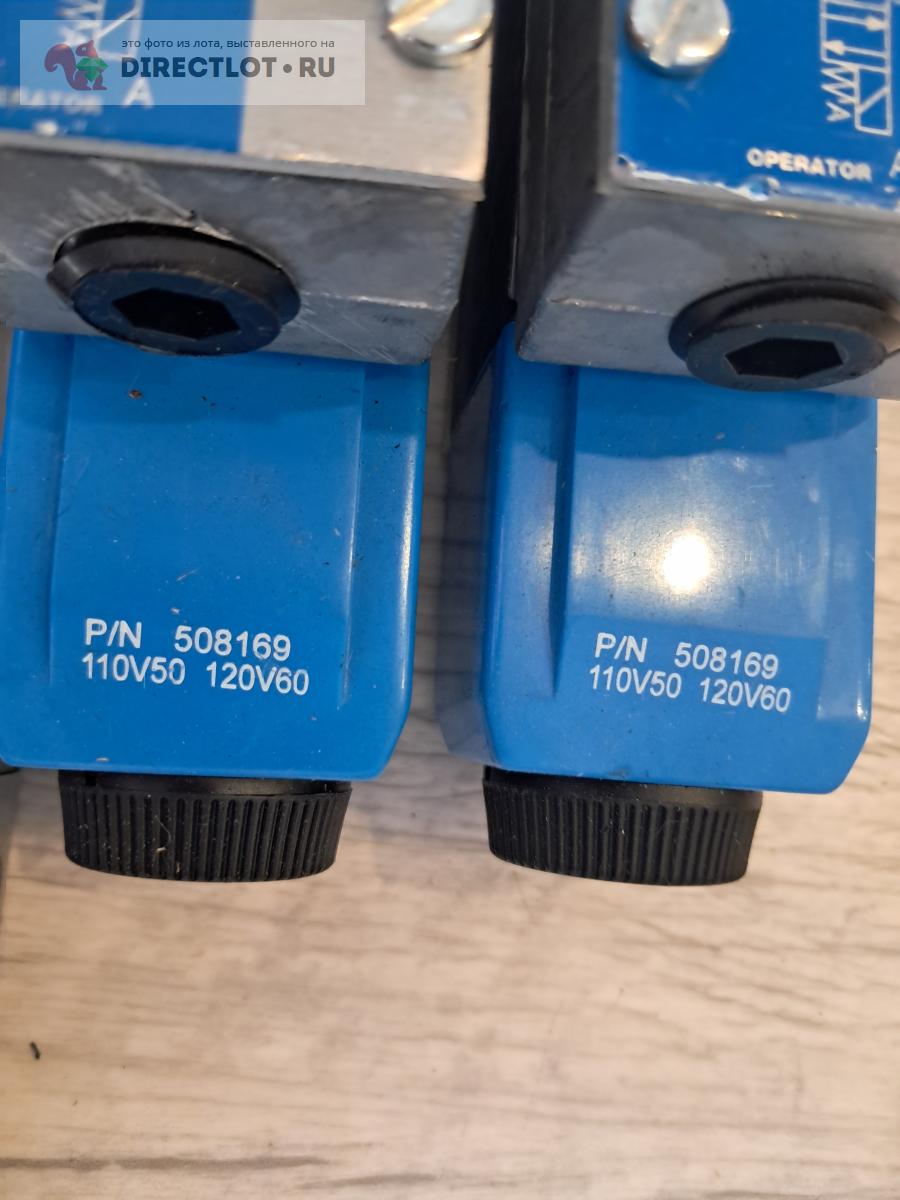 это фото из лота, выставленного на
DIRECTLOT•RU
A
OPERATOR
P/N 508169
110V50 120V60
P/N 508169
110V50 120V60